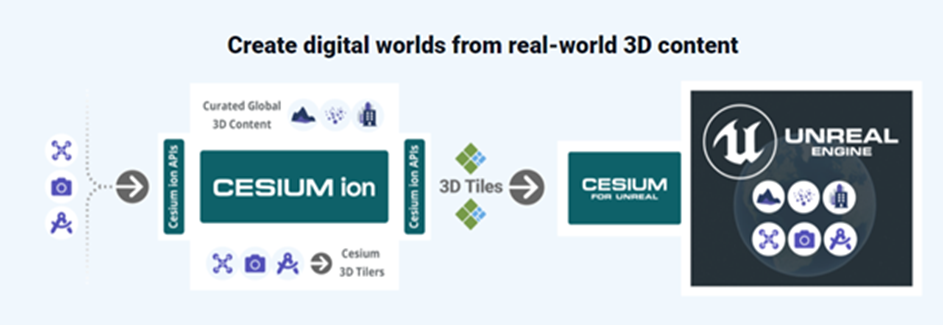 Create digital worlds from real-world 3D content
Curated Global
3D Content
Cesium ion APIs
CESIUM ion
Cesium ion APIs
Cesium
3D Tilers
3D Tiles
CESIUM
FOR UNREAL
UNREAL
ENGINE